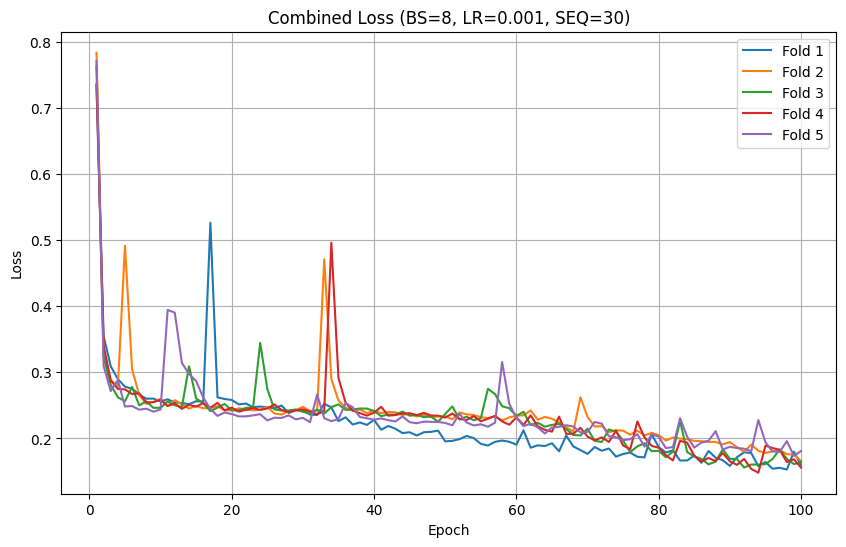 Combined Loss (BS=8, LR=0.001, SEQ=30)
Fold 1
Fold 2
Fold 3
Fold 4
Fold 5
Loss
0.8
0.7
0.6
0.5
0.4
0.3
0.2
0 20 40 60 80 100
Epoch